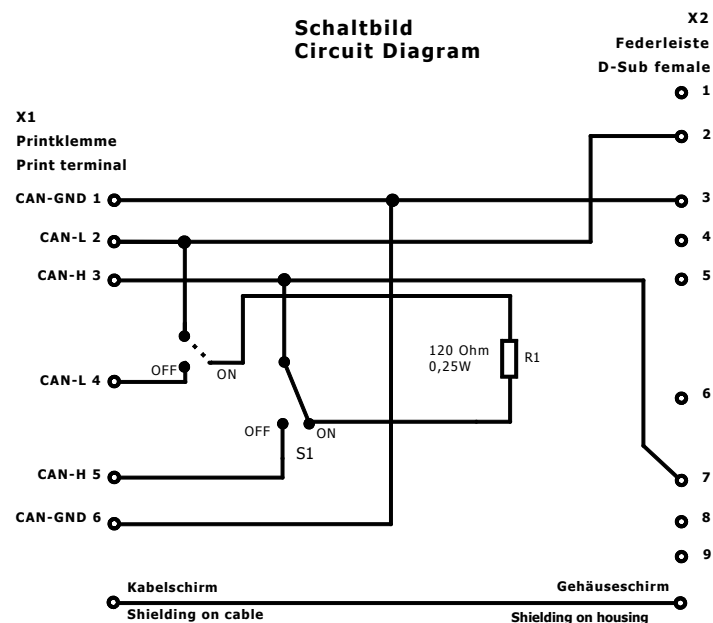 Schaltbild
Circuit Diagram
X2
Federleiste
D-Sub female
1
X1
Printklemme
Print terminal
2
CAN-GND 1
3
CAN-L 2
4
CAN-H 3
5
120 Ohm
0,25W
R1
OFF
ON
CAN-L 4
6
OFF
ON
S1
CAN-H 5
7
CAN-GND 6
8
9
Kabelschirm
Shielding on cable
Gehäuseschirm
Shielding on housing